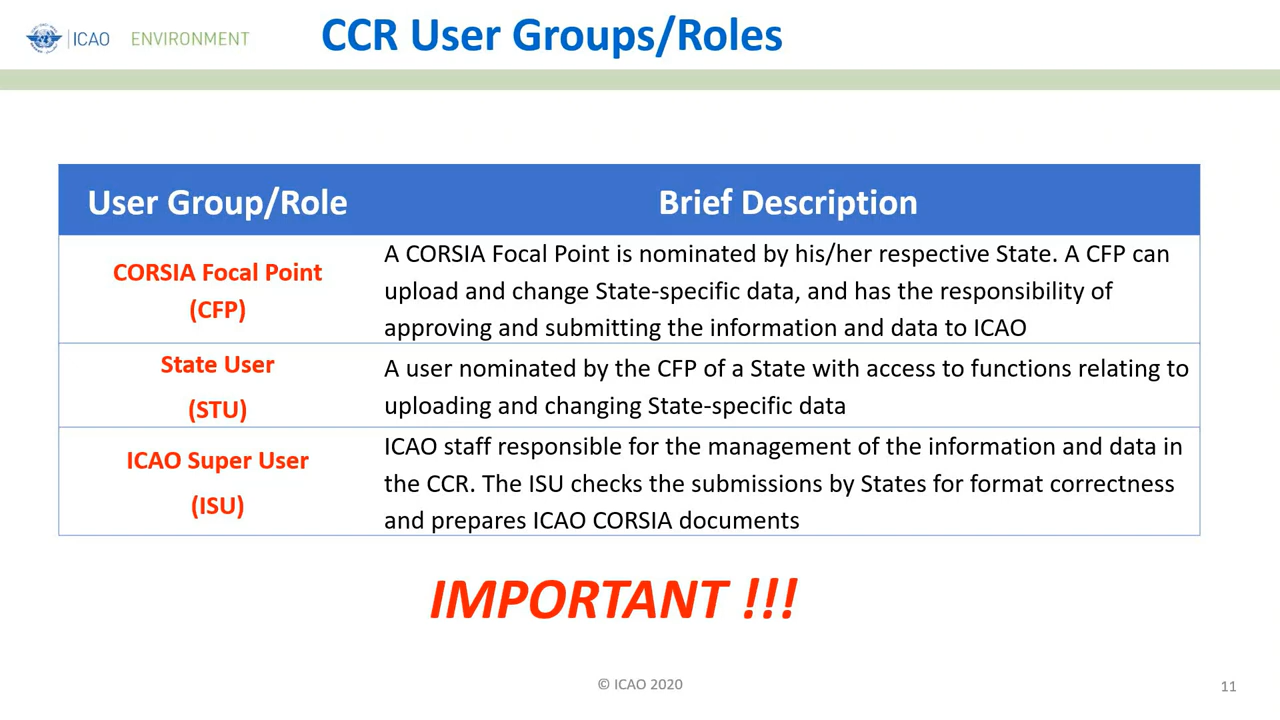 ICAO ENVIRONMENT
CCR User Groups/Roles
User Group/Role
Brief Description
CORSIA Focal Point
(CFP)
A CORSIA Focal Point is nominated by his/her respective State. A CFP can
upload and change State-specific data, and has the responsibility of
approving and submitting the information and data to ICAO
State User
(STU)
A user nominated by the CFP of a State with access to functions relating to
uploading and changing State-specific data
ICAO Super User
(ISU)
ICAO staff responsible for the management of the information and data in
the CCR. The ISU checks the submissions by States for format correctness
and prepares ICAO CORSIA documents
IMPORTANT !!!
© ICAO 2020
11